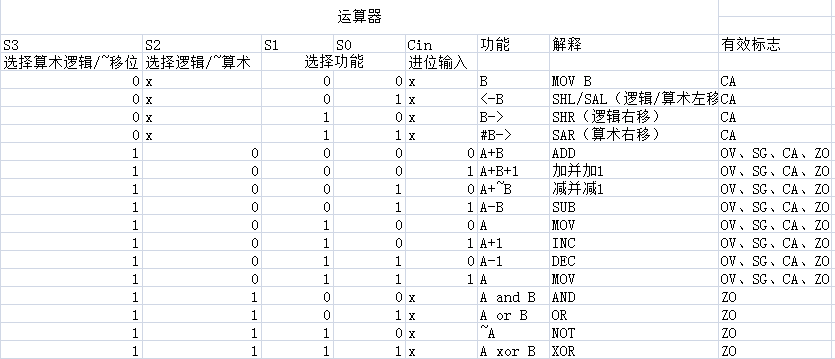 运算器
S3 S2 S1 S0 Cin 功能 解释 有效标志
选择算术逻辑/~移位 选择逻辑/~算术 选择功能 进位输入
0 x 0 0 x B MOV B CA
0 x 0 1 x <-B SHL/SAL（逻辑/算术左移 CA
0 x 1 0 x B-> SHR（逻辑右移） CA
0 x 1 1 x #B-> SAR（算术右移） CA
1 0 0 0 0 A+B ADD OV、SG、CA、ZO
1 0 0 0 1 A+B+1 加并加1 OV、SG、CA、ZO
1 0 0 1 0 A+~B 减并减1 OV、SG、CA、ZO
1 0 0 1 1 A-B SUB OV、SG、CA、ZO
1 0 1 0 0 A MOV OV、SG、CA、ZO
1 0 1 0 1 A+1 INC OV、SG、CA、ZO
1 0 1 1 0 A-1 DEC OV、SG、CA、ZO
1 0 1 1 1 A MOV OV、SG、CA、ZO
1 1 0 0 x A and B AND ZO
1 1 0 1 x A or B OR ZO
1 1 1 0 x ~A NOT ZO
1 1 1 1 x A xor B XOR ZO